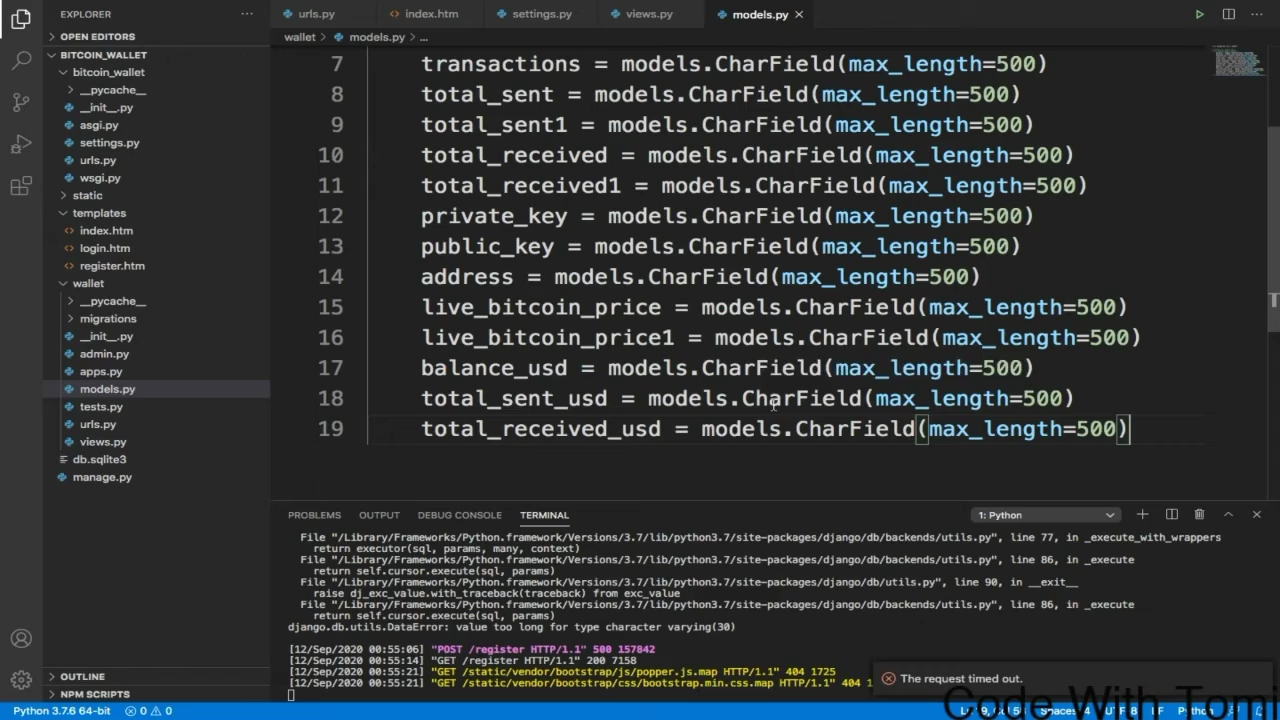 EXPLORER
urls.py
index.htm
settings.py
views.py
models.py
OPEN EDITORS
wallet > models.py > ...
BITCOIN_WALLET
bitcoin_wallet
__pycache__
__init__.py
asgi.py
settings.py
urls.py
wsgi.py
static
templates
index.htm
login.htm
register.htm
wallet
__pycache__
migrations
__init__.py
admin.py
apps.py
models.py
tests.py
urls.py
views.py
db.sqlite3
manage.py
OUTLINE
NPM SCRIPTS
7 transactions = models.CharField(max_length=500)
8 total_sent = models.CharField(max_length=500)
9 total_sent1 = models.CharField(max_length=500)
10 total_received = models.CharField(max_length=500)
11 total_received1 = models.CharField(max_length=500)
12 private_key = models.CharField(max_length=500)
13 public_key = models.CharField(max_length=500)
14 address = models.CharField(max_length=500)
15 live_bitcoin_price = models.CharField(max_length=500)
16 live_bitcoin_price1 = models.CharField(max_length=500)
17 balance_usd = models.CharField(max_length=500)
18 total_sent_usd = models.CharField(max_length=500)
19 total_received_usd = models.CharField(max_length=500)
PROBLEMS OUTPUT DEBUG CONSOLE TERMINAL 1: Python
File "/Library/Frameworks/Python.framework/Versions/3.7/lib/python3.7/site-packages/django/db/backends/utils.py", line 77, in _execute_with_wrappers
return executor(sql, params, many, context)
File "/Library/Frameworks/Python.framework/Versions/3.7/lib/python3.7/site-packages/django/db/backends/utils.py", line 86, in _execute
return self.cursor.execute(sql, params)
File "/Library/Frameworks/Python.framework/Versions/3.7/lib/python3.7/site-packages/django/db/utils.py", line 90, in __exit__
raise dj_exc_value.with_traceback(traceback) from exc_value
File "/Library/Frameworks/Python.framework/Versions/3.7/lib/python3.7/site-packages/django/db/backends/utils.py", line 86, in _execute
return self.cursor.execute(sql, params)
django.db.utils.DataError: value too long for type character varying(30)
[12/Sep/2020 00:55:06] "POST /register HTTP/1.1" 500 157842
[12/Sep/2020 00:55:14] "GET /register HTTP/1.1" 200 7158
[12/Sep/2020 00:55:21] "GET /static/vendor/bootstrap/js/popper.js.map HTTP/1.1" 404 1725
[12/Sep/2020 00:55:21] "GET /static/vendor/bootstrap/css/bootstrap.min.css.map HTTP/1.1" 404 1
The request timed out.
Code With Tomi
Python 3.7.6 64-bit 0 0 Spaces: 4 UTF-8 LF Python